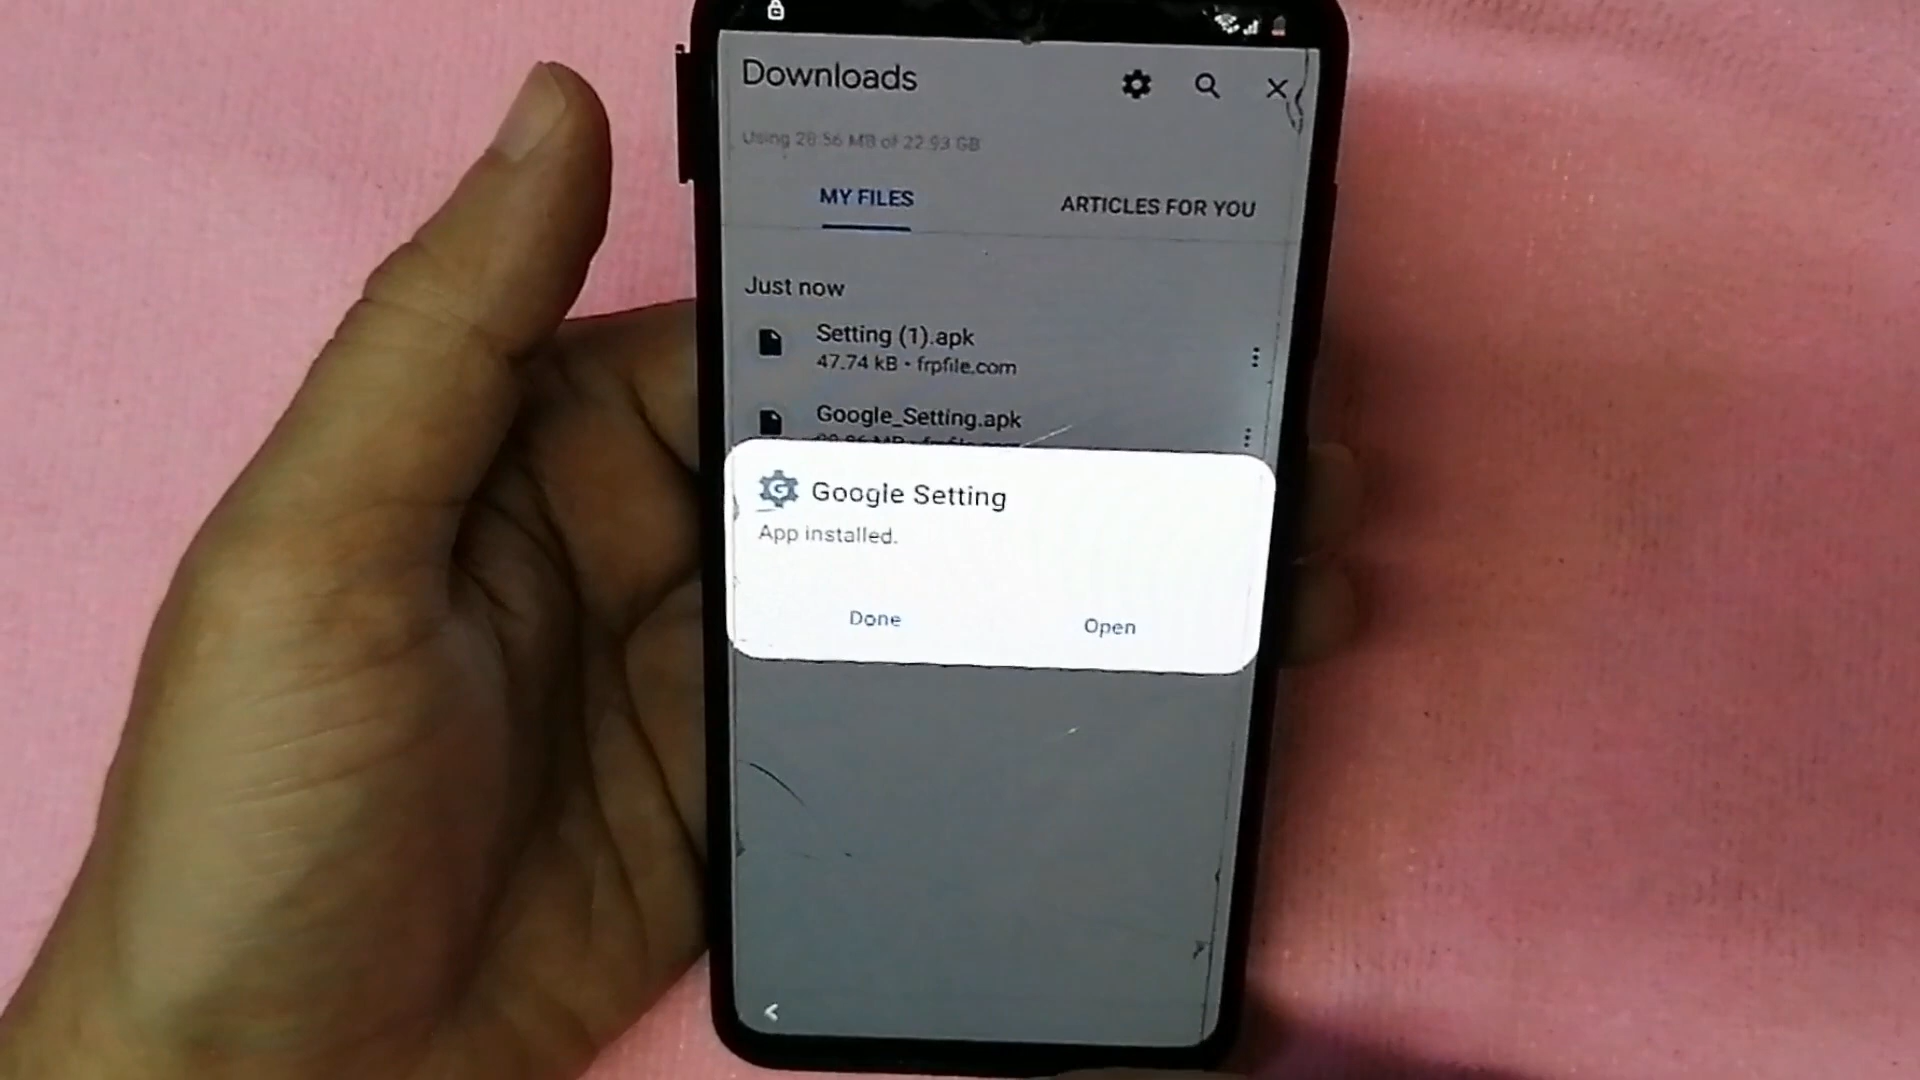 Downloads
Using 28.56 MB of 22.93 GB
MY FILES
ARTICLES FOR YOU
Just now
Setting (1).apk
47.74 kB • frpfile.com
Google_Setting.apk
Google Setting
App installed.
Done
Open